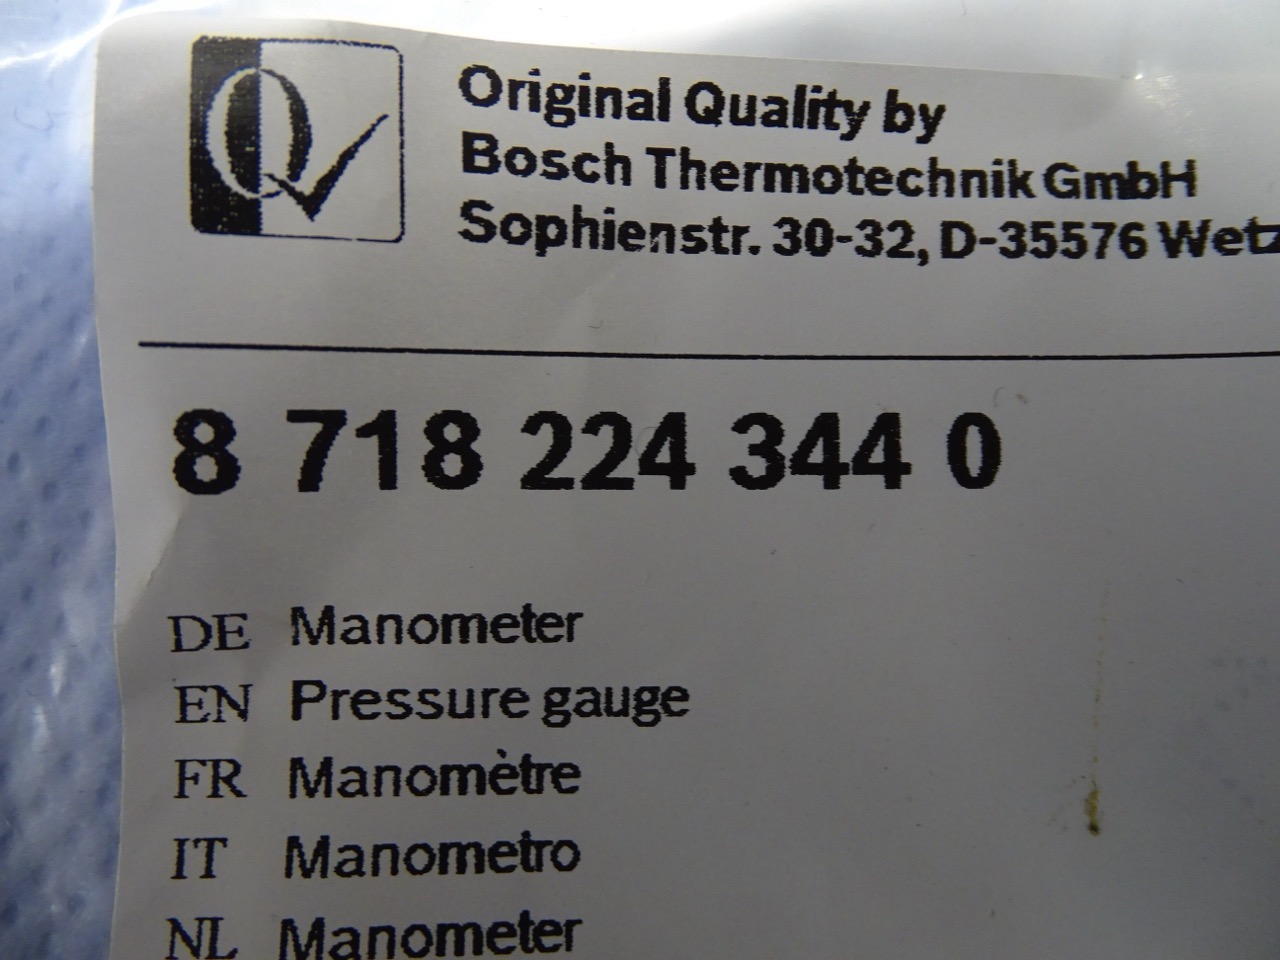 Original Quality by
Bosch Thermotechnik GmbH
Sophienstr. 30-32, D-35576 Wetz
8 718 224 344 0
DE Manometer
EN Pressure gauge
FR Manomètre
IT Manometro
NL Manometer